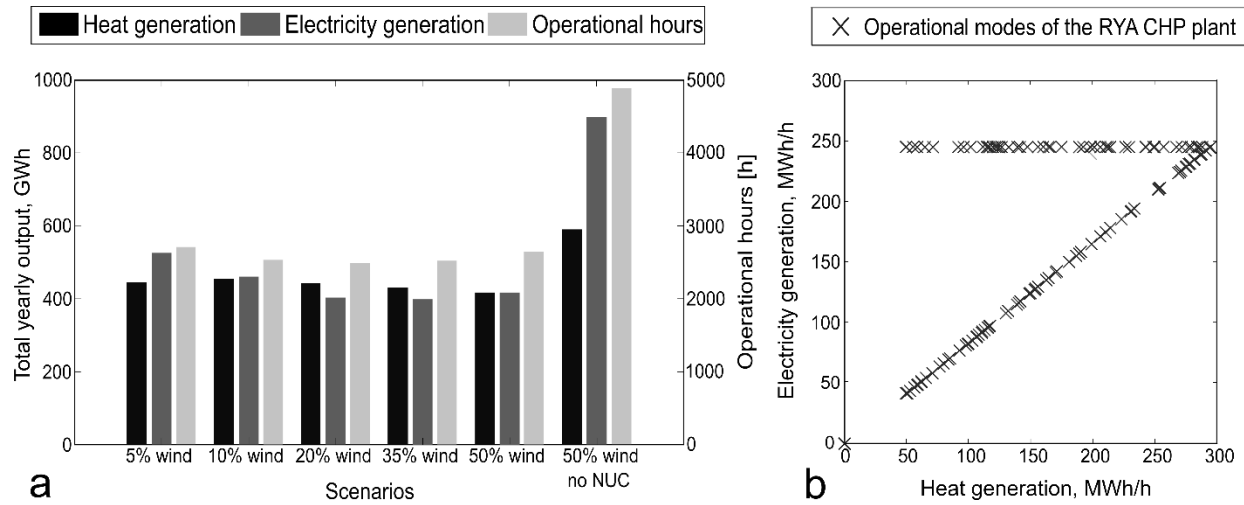 Heat generation Electricity generation Operational hours
Total yearly output, GWh
1000
800
600
400
200
0
5000
4000
3000
2000
1000
0
Operational hours [h]
5% wind 10% wind 20% wind 35% wind 50% wind 50% wind
no NUC
Scenarios
a
Operational modes of the RYA CHP plant
Electricity generation, MWh/h
300
250
200
150
100
50
0
0 50 100 150 200 250 300
Heat generation, MWh/h
b